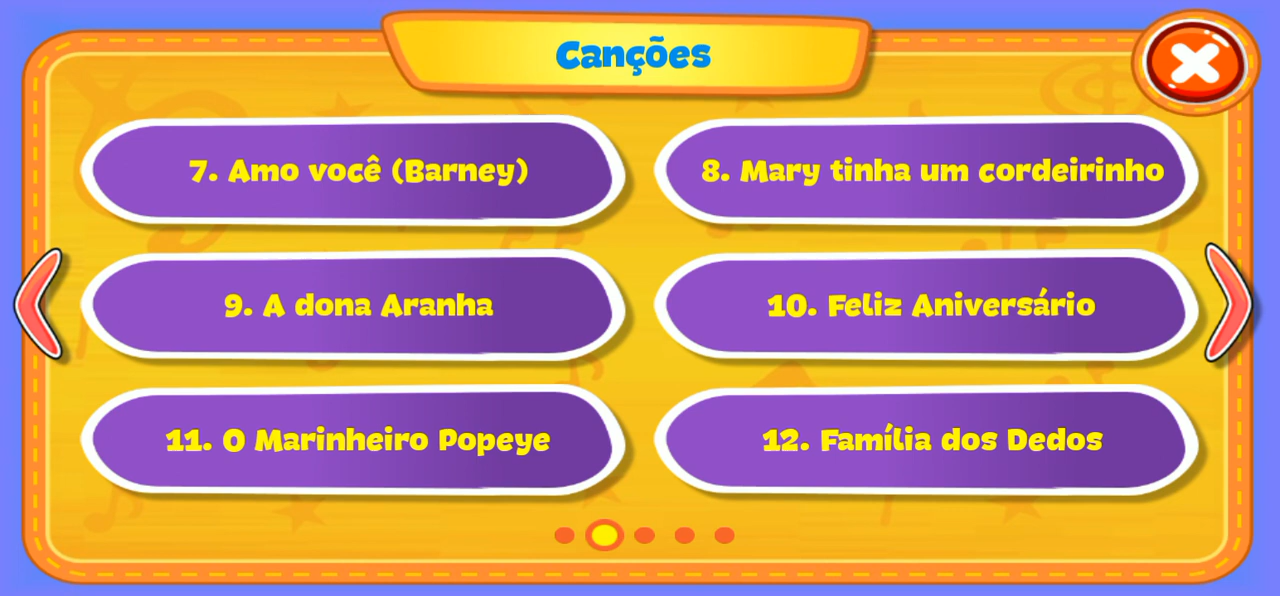 Canções
7. Amo você (Barney)
8. Mary tinha um cordeirinho
9. A dona Aranha
10. Feliz Aniversário
11. O Marinheiro Popeye
12. Família dos Dedos